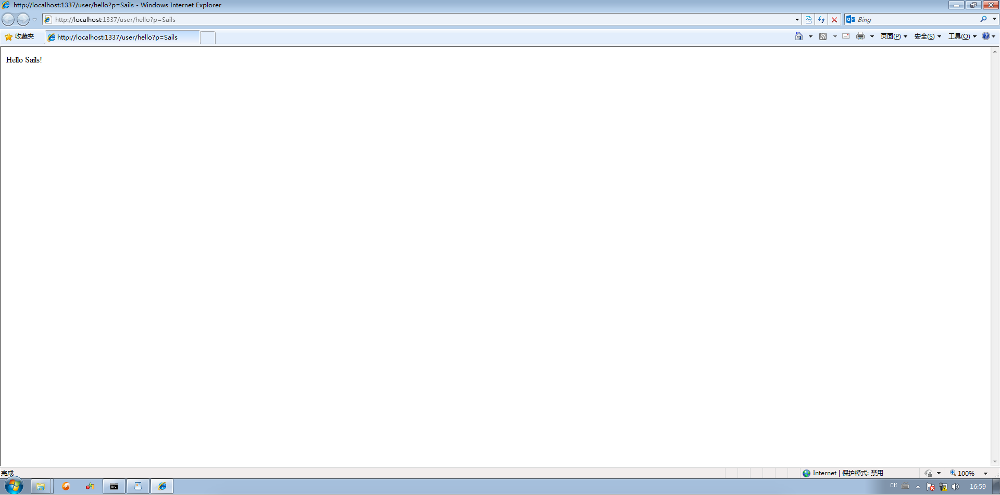 http://localhost:1337/user/hello?p=Sails - Windows Internet Explorer
http://localhost:1337/user/hello?p=Sails
Bing
收藏夹
http://localhost:1337/user/hello?p=Sails
页面(P)
安全(S)
工具(O)
Hello Sails!
完成
Internet | 保护模式: 禁用
100%
CH
16:59